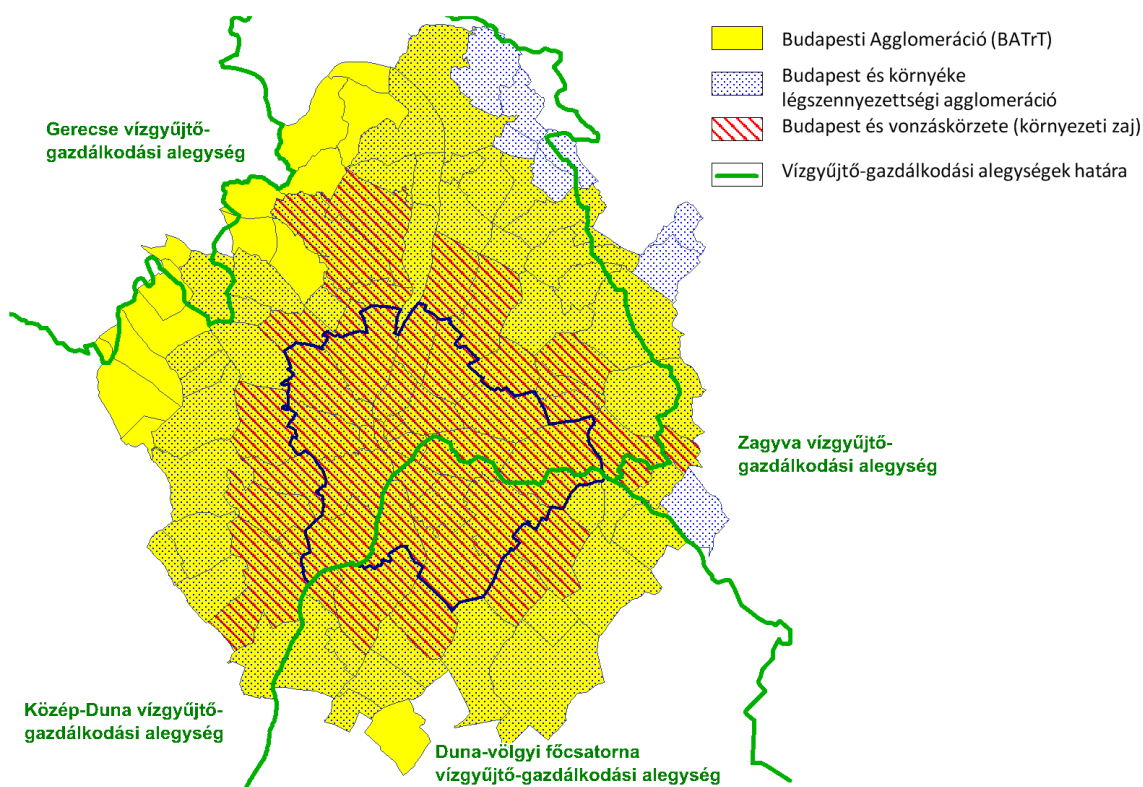 Budapesti Agglomeráció (BATrT)
Budapest és környéke
légszennyezettségi agglomeráció
Budapest és vonzáskörzete (környezeti zaj)
Vízgyűjtő-gazdálkodási alegységek határa
Gerecse vízgyűjtő-
gazdálkodási alegység
Zagyva vízgyűjtő-
gazdálkodási alegység
Közép-Duna vízgyűjtő-
gazdálkodási alegység
Duna-völgyi főcsatorna
vízgyűjtő-gazdálkodási alegység